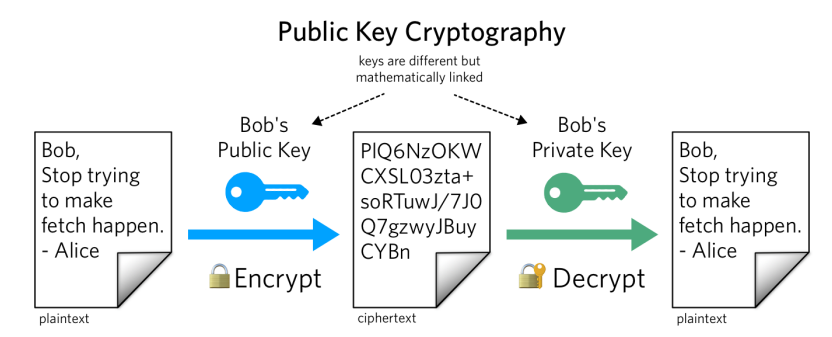 Public Key Cryptography
keys are different but
mathematically linked
Bob's
Public Key
Bob's
Private Key
Bob,
Stop trying
to make
fetch happen.
- Alice
plaintext
Encrypt
PlQ6NzOKW
CXSL03zta+
soRTuwJ/7J0
Q7gzwyJBuy
CYBn
ciphertext
Decrypt
Bob,
Stop trying
to make
fetch happen.
- Alice
plaintext